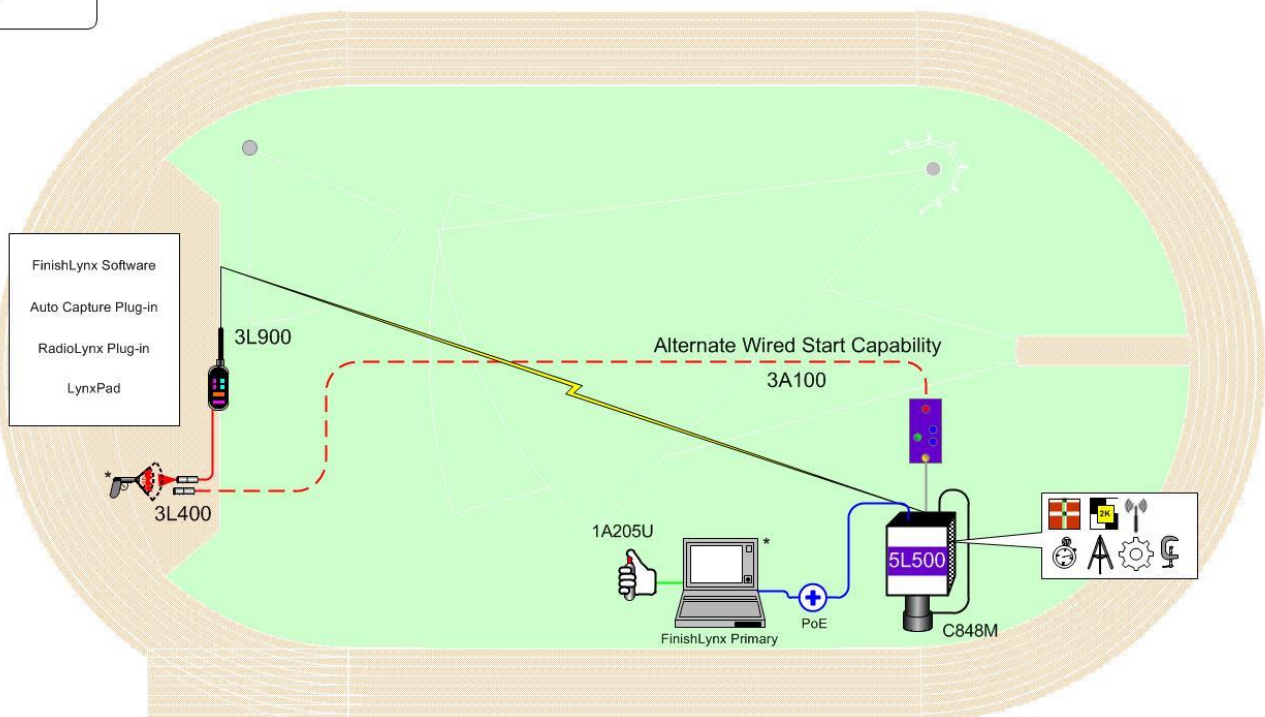 FinishLynx Software
Auto Capture Plug-in
RadioLynx Plug-in
LynxPad
3L900
Alternate Wired Start Capability
3A100
*
3L400
1A205U
*
FinishLynx Primary
PoE
5L500
C848M
2K